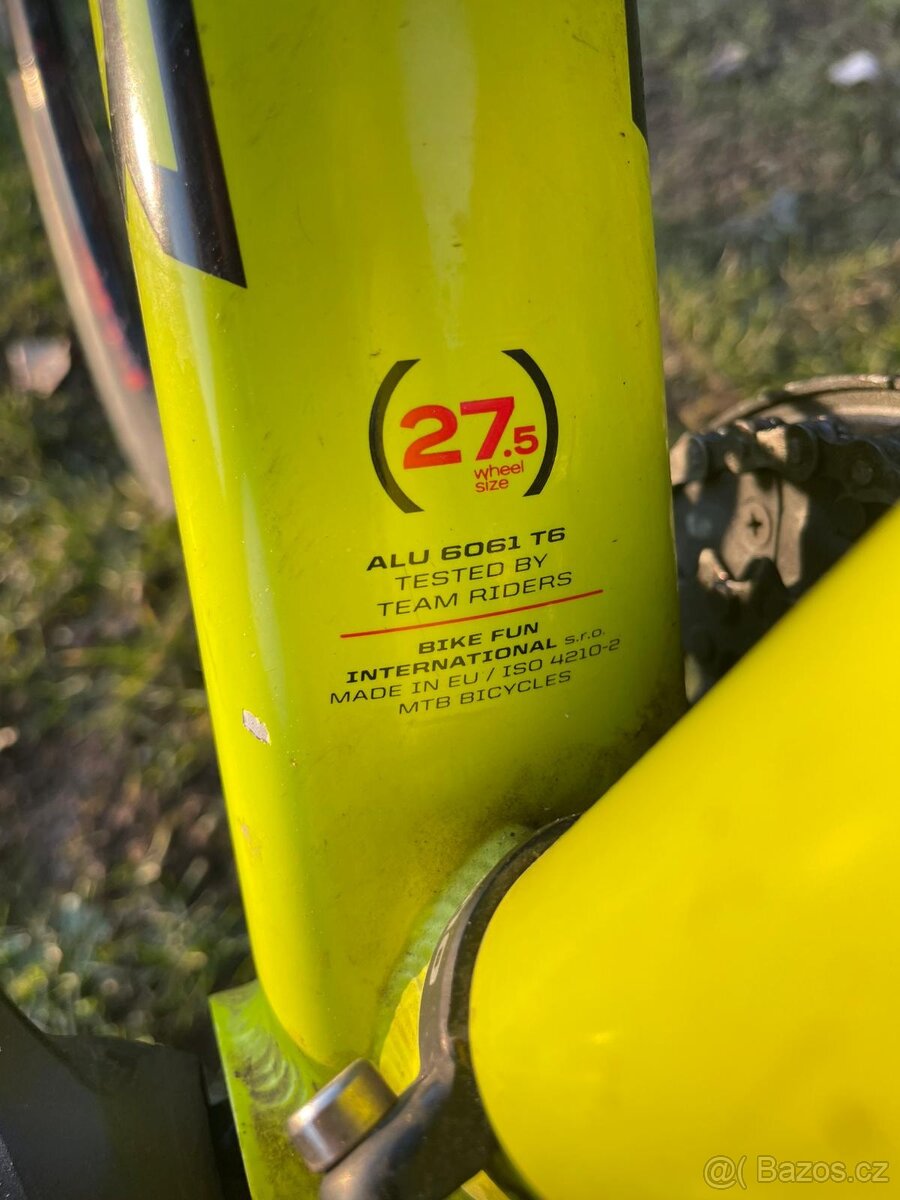 27.5
wheel
size
ALU 6061 T6
TESTED BY
TEAM RIDERS
BIKE FUN
INTERNATIONAL s.r.o.
MADE IN EU / ISO 4210-2
MTB BICYCLES
@( Bazos.cz